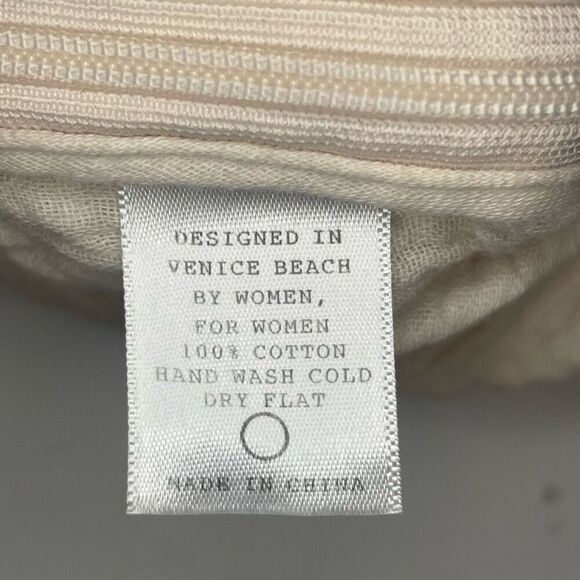 DESIGNED IN
VENICE BEACH
BY WOMEN,
FOR WOMEN
100% COTTON
HAND WASH COLD
DRY FLAT
MADE IN CHINA